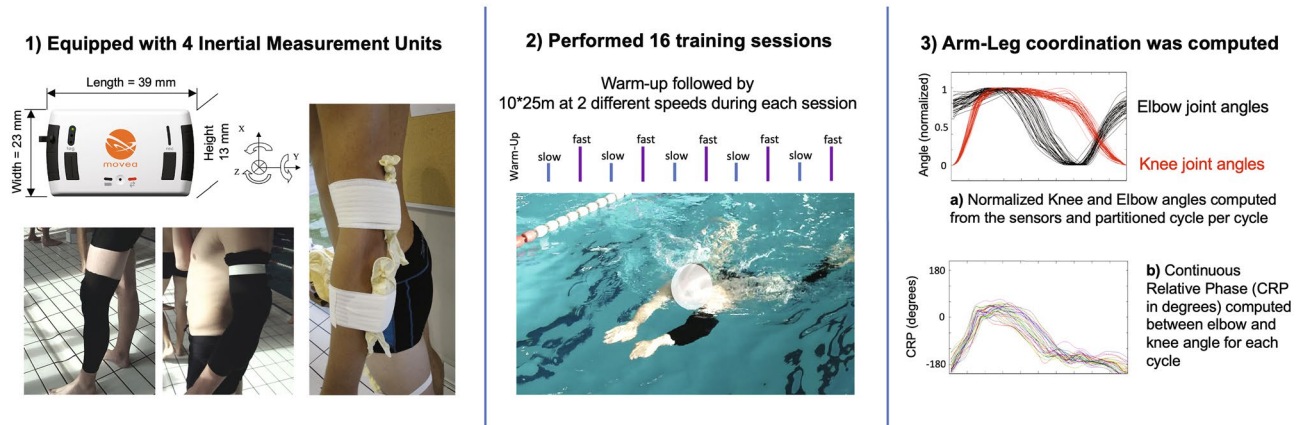 1) Equipped with 4 Inertial Measurement Units
Length = 39 mm
Width = 23 mm
Height
13 mm
movea
X
Y
Z
2) Performed 16 training sessions
Warm-up followed by
10*25m at 2 different speeds during each session
Warm-Up
slow
fast
slow
fast
slow
fast
slow
fast
slow
fast
3) Arm-Leg coordination was computed
Angle (normalized)
1
0.5
0
Elbow joint angles
Knee joint angles
a) Normalized Knee and Elbow angles computed
from the sensors and partitioned cycle per cycle
CRP (degrees)
180
0
-180
b) Continuous
Relative Phase (CRP
in degrees) computed
between elbow and
knee angle for each
cycle